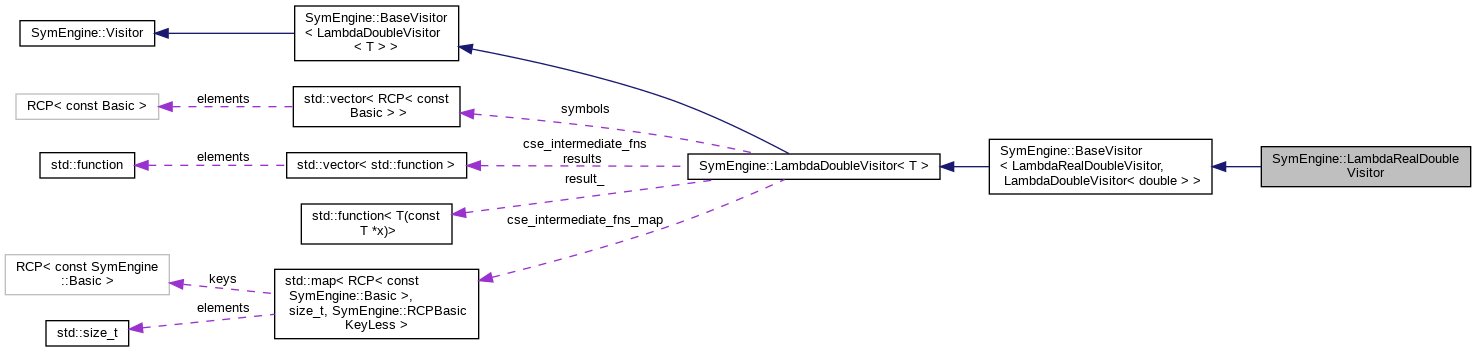 SymEngine::Visitor
SymEngine::BaseVisitor
< LambdaDoubleVisitor
< T > >
RCP< const Basic >
elements
std::vector< RCP< const
Basic > >
symbols
std::function
elements
std::vector< std::function >
cse_intermediate_fns
results
result_
std::function< T(const
T *x)>
cse_intermediate_fns_map
SymEngine::LambdaDoubleVisitor< T >
SymEngine::BaseVisitor
< LambdaRealDoubleVisitor,
LambdaDoubleVisitor< double > >
SymEngine::LambdaRealDouble
Visitor
RCP< const SymEngine
::Basic >
keys
elements
std::size_t
std::map< RCP< const
SymEngine::Basic >,
size_t, SymEngine::RCPBasic
KeyLess >